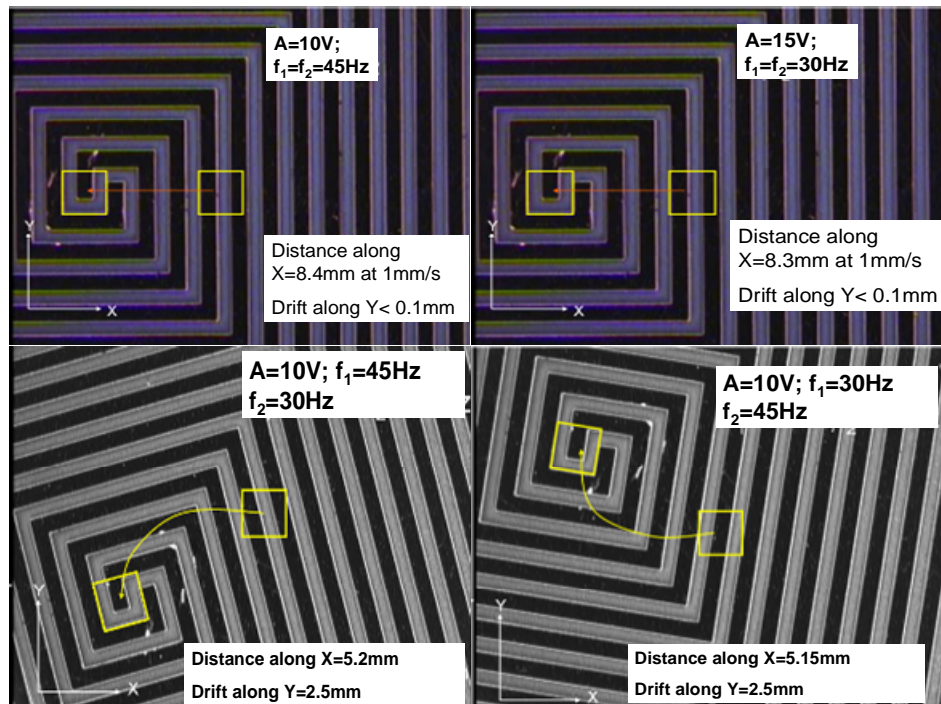 A=10V;
f₁=f₂=45Hz
Y
X
Distance along
X=8.4mm at 1mm/s
Drift along Y< 0.1mm
A=15V;
f₁=f₂=30Hz
Y
X
Distance along
X=8.3mm at 1mm/s
Drift along Y< 0.1mm
A=10V; f₁=45Hz
f₂=30Hz
Y
X
Distance along X=5.2mm
Drift along Y=2.5mm
A=10V; f₁=30Hz
f₂=45Hz
Y
X
Distance along X=5.15mm
Drift along Y=2.5mm